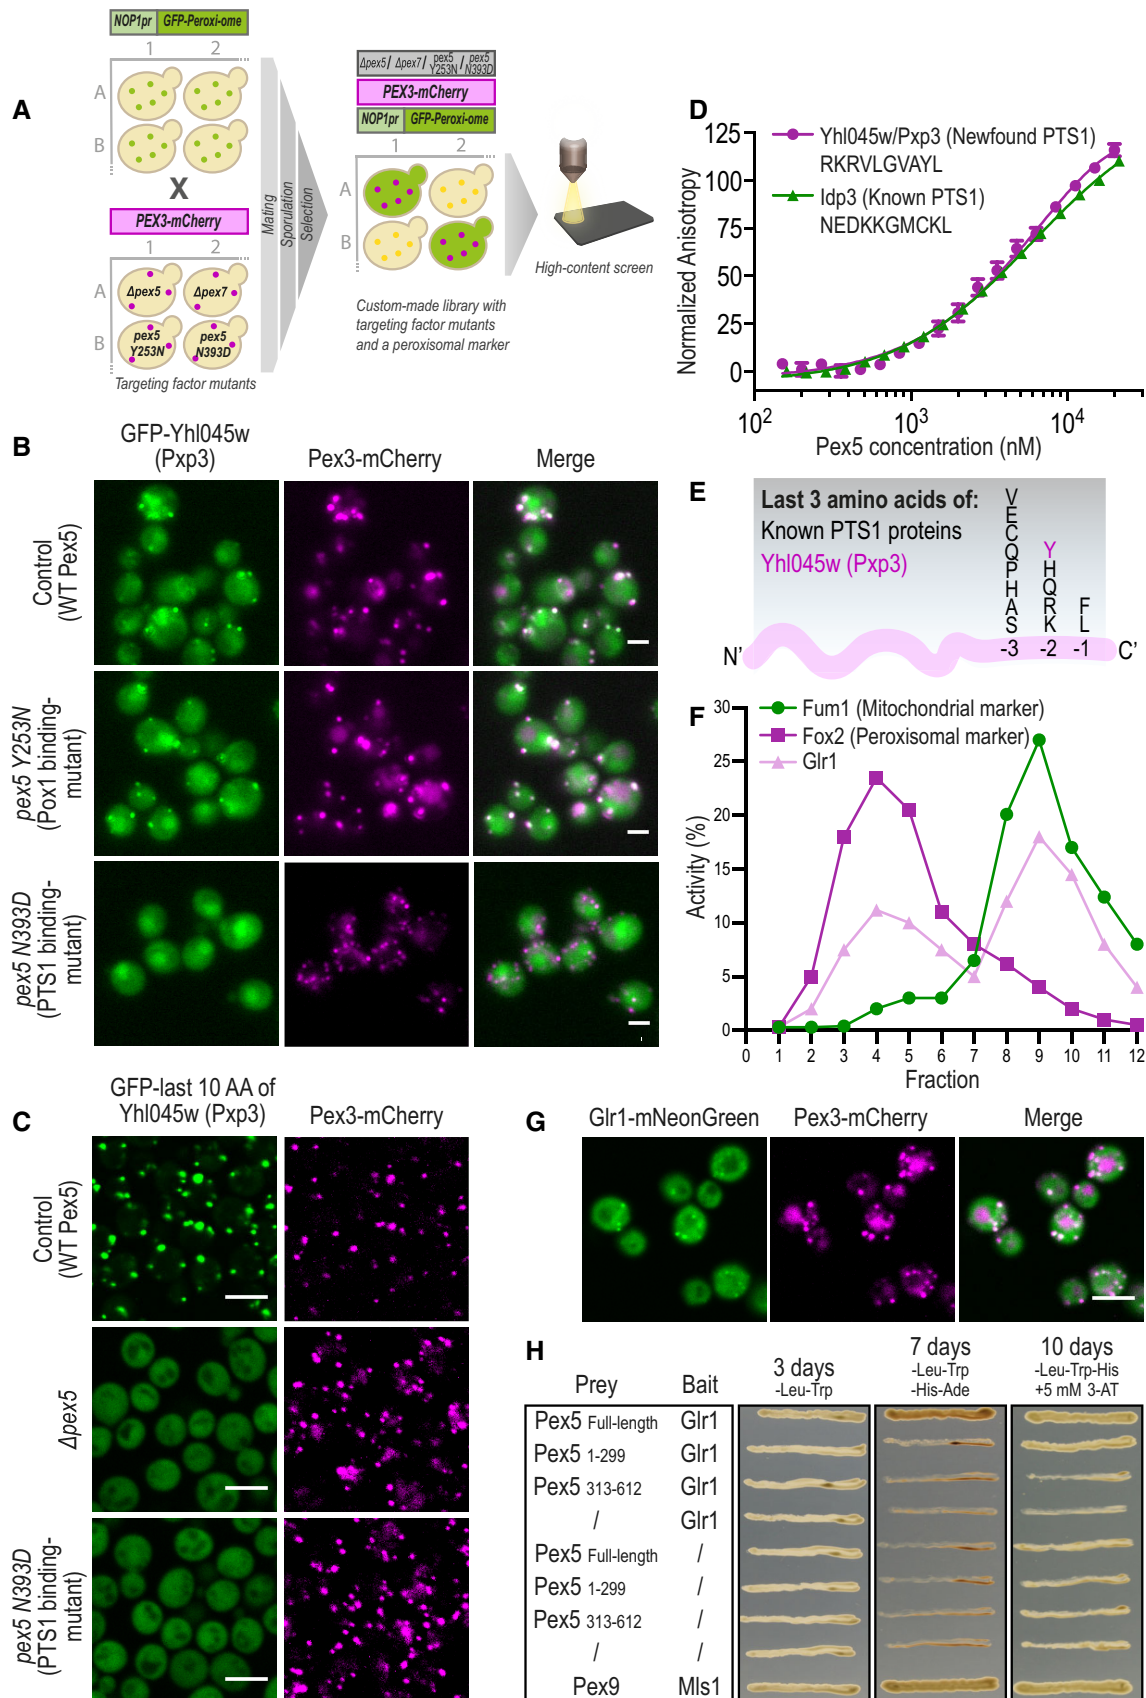 A
NOP1pr GFP-Peroxi-ome
1 2
A
B
X
PEX3-mCherry
1 2
A
B
Δpex5
Δpex7
pex5 Y253N
pex5 N393D
Targeting factor mutants
Mating
Sporulation
Selection
Δpex5/ Δpex7/ pex5 Y253N / pex5 N393D
PEX3-mCherry
NOP1pr GFP-Peroxi-ome
1 2
A
B
Custom-made library with
targeting factor mutants
and a peroxisomal marker
High-content screen
B
GFP-Yhl045w
(Pxp3)
Pex3-mCherry
Merge
Control
(WT Pex5)
pex5 Y253N
(Pox1 binding-
mutant)
pex5 N393D
(PTS1 binding-
mutant)
C
GFP-last 10 AA of
Yhl045w (Pxp3)
Pex3-mCherry
Control
(WT Pex5)
Δpex5
pex5 N393D
(PTS1 binding-
mutant)
D
Normalized Anisotropy
125
100
75
50
25
0
Yhl045w/Pxp3 (Newfound PTS1)
RKRVLGVAYL
Idp3 (Known PTS1)
NEDKKGMCKL
10² 10³ 10⁴
Pex5 concentration (nM)
E
Last 3 amino acids of:
Known PTS1 proteins
Yhl045w (Pxp3)
V
E
C
Q Y
P H
H Q
A R F
S K L
N' -3 -2 -1 C'
F
Activity (%)
30
25
20
15
10
5
0
Fum1 (Mitochondrial marker)
Fox2 (Peroxisomal marker)
Glr1
0 1 2 3 4 5 6 7 8 9 10 11 12
Fraction
G
Glr1-mNeonGreen
Pex3-mCherry
Merge
H
Prey Bait
3 days
-Leu-Trp
7 days
-Leu-Trp
-His-Ade
10 days
-Leu-Trp-His
+5 mM 3-AT
Pex5 Full-length Glr1
Pex5 1-299 Glr1
Pex5 313-612 Glr1
/ Glr1
Pex5 Full-length /
Pex5 1-299 /
Pex5 313-612 /
/ /
Pex9 Mls1